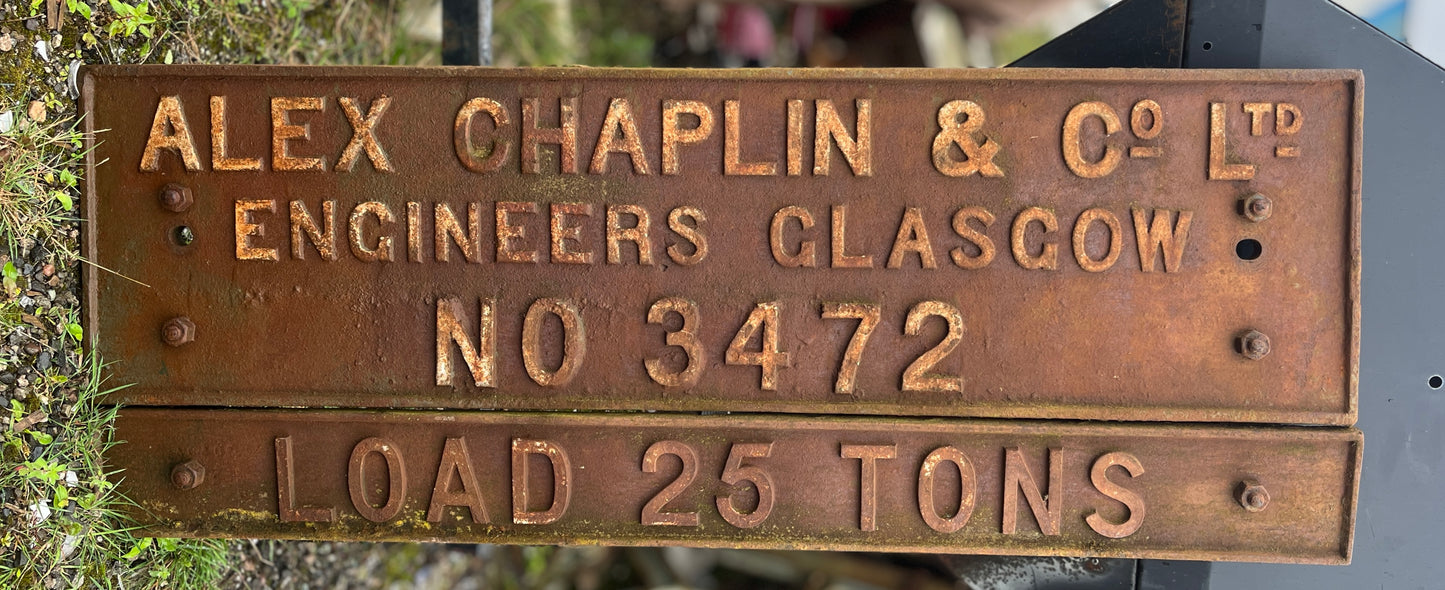 ALEX CHAPLIN & Cº LTD
ENGINEERS GLASGOW
NO 3472
LOAD 25 TONS